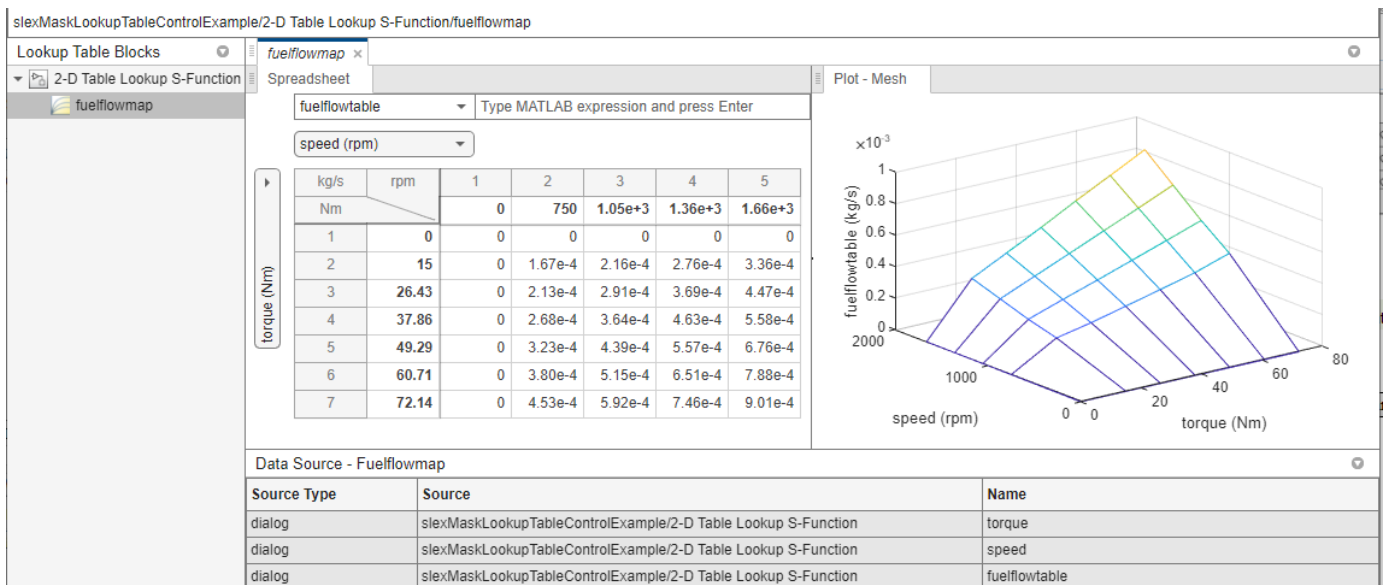 slexMaskLookupTableControlExample/2-D Table Lookup S-Function/fuelflowmap
Lookup Table Blocks
2-D Table Lookup S-Function
fuelflowmap
fuelflowmap ×
Spreadsheet
fuelflowtable Type MATLAB expression and press Enter
speed (rpm)
torque (Nm)
kg/s rpm 1 2 3 4 5
Nm 0 750 1.05e+3 1.36e+3 1.66e+3
1 0 0 0 0 0 0
2 15 0 1.67e-4 2.16e-4 2.76e-4 3.36e-4
3 26.43 0 2.13e-4 2.91e-4 3.69e-4 4.47e-4
4 37.86 0 2.68e-4 3.64e-4 4.63e-4 5.58e-4
5 49.29 0 3.23e-4 4.39e-4 5.57e-4 6.76e-4
6 60.71 0 3.80e-4 5.15e-4 6.51e-4 7.88e-4
7 72.14 0 4.53e-4 5.92e-4 7.46e-4 9.01e-4
Plot - Mesh
×10-3
1
0.8
0.6
0.4
0.2
0
fuelflowtable (kg/s)
2000
1000
0
speed (rpm)
0
20
40
60
80
torque (Nm)
Data Source - Fuelflowmap
Source Type Source Name
dialog slexMaskLookupTableControlExample/2-D Table Lookup S-Function torque
dialog slexMaskLookupTableControlExample/2-D Table Lookup S-Function speed
dialog slexMaskLookupTableControlExample/2-D Table Lookup S-Function fuelflowtable